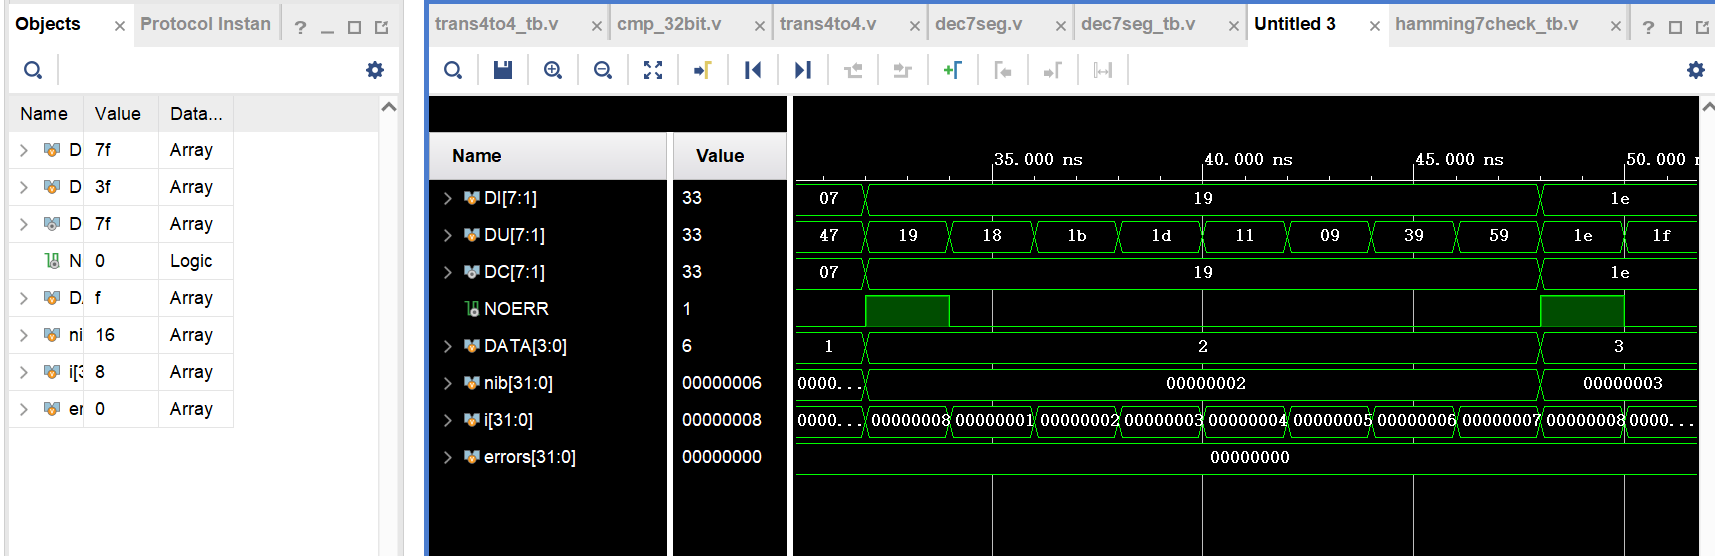 Objects × Protocol Instan ?
Name Value Data...
D 7f Array
D 3f Array
D 7f Array
N 0 Logic
D, f Array
ni 16 Array
i[3 8 Array
er 0 Array
trans4to4_tb.v × cmp_32bit.v × trans4to4.v × dec7seg.v × dec7seg_tb.v × Untitled 3 × hamming7check_tb.v × ?
35.000 ns 40.000 ns 45.000 ns 50.000 n
Name Value
DI[7:1] 33 07 19 1e
DU[7:1] 33 47 19 18 1b 1d 11 09 39 59 1e 1f
DC[7:1] 33 07 19 1e
NOERR 1
DATA[3:0] 6 1 2 3
nib[31:0] 00000006 0000... 00000002 00000003
i[31:0] 00000008 0000... 00000008 00000001 00000002 00000003 00000004 00000005 00000006 00000007 00000008 0000...
errors[31:0] 00000000 00000000